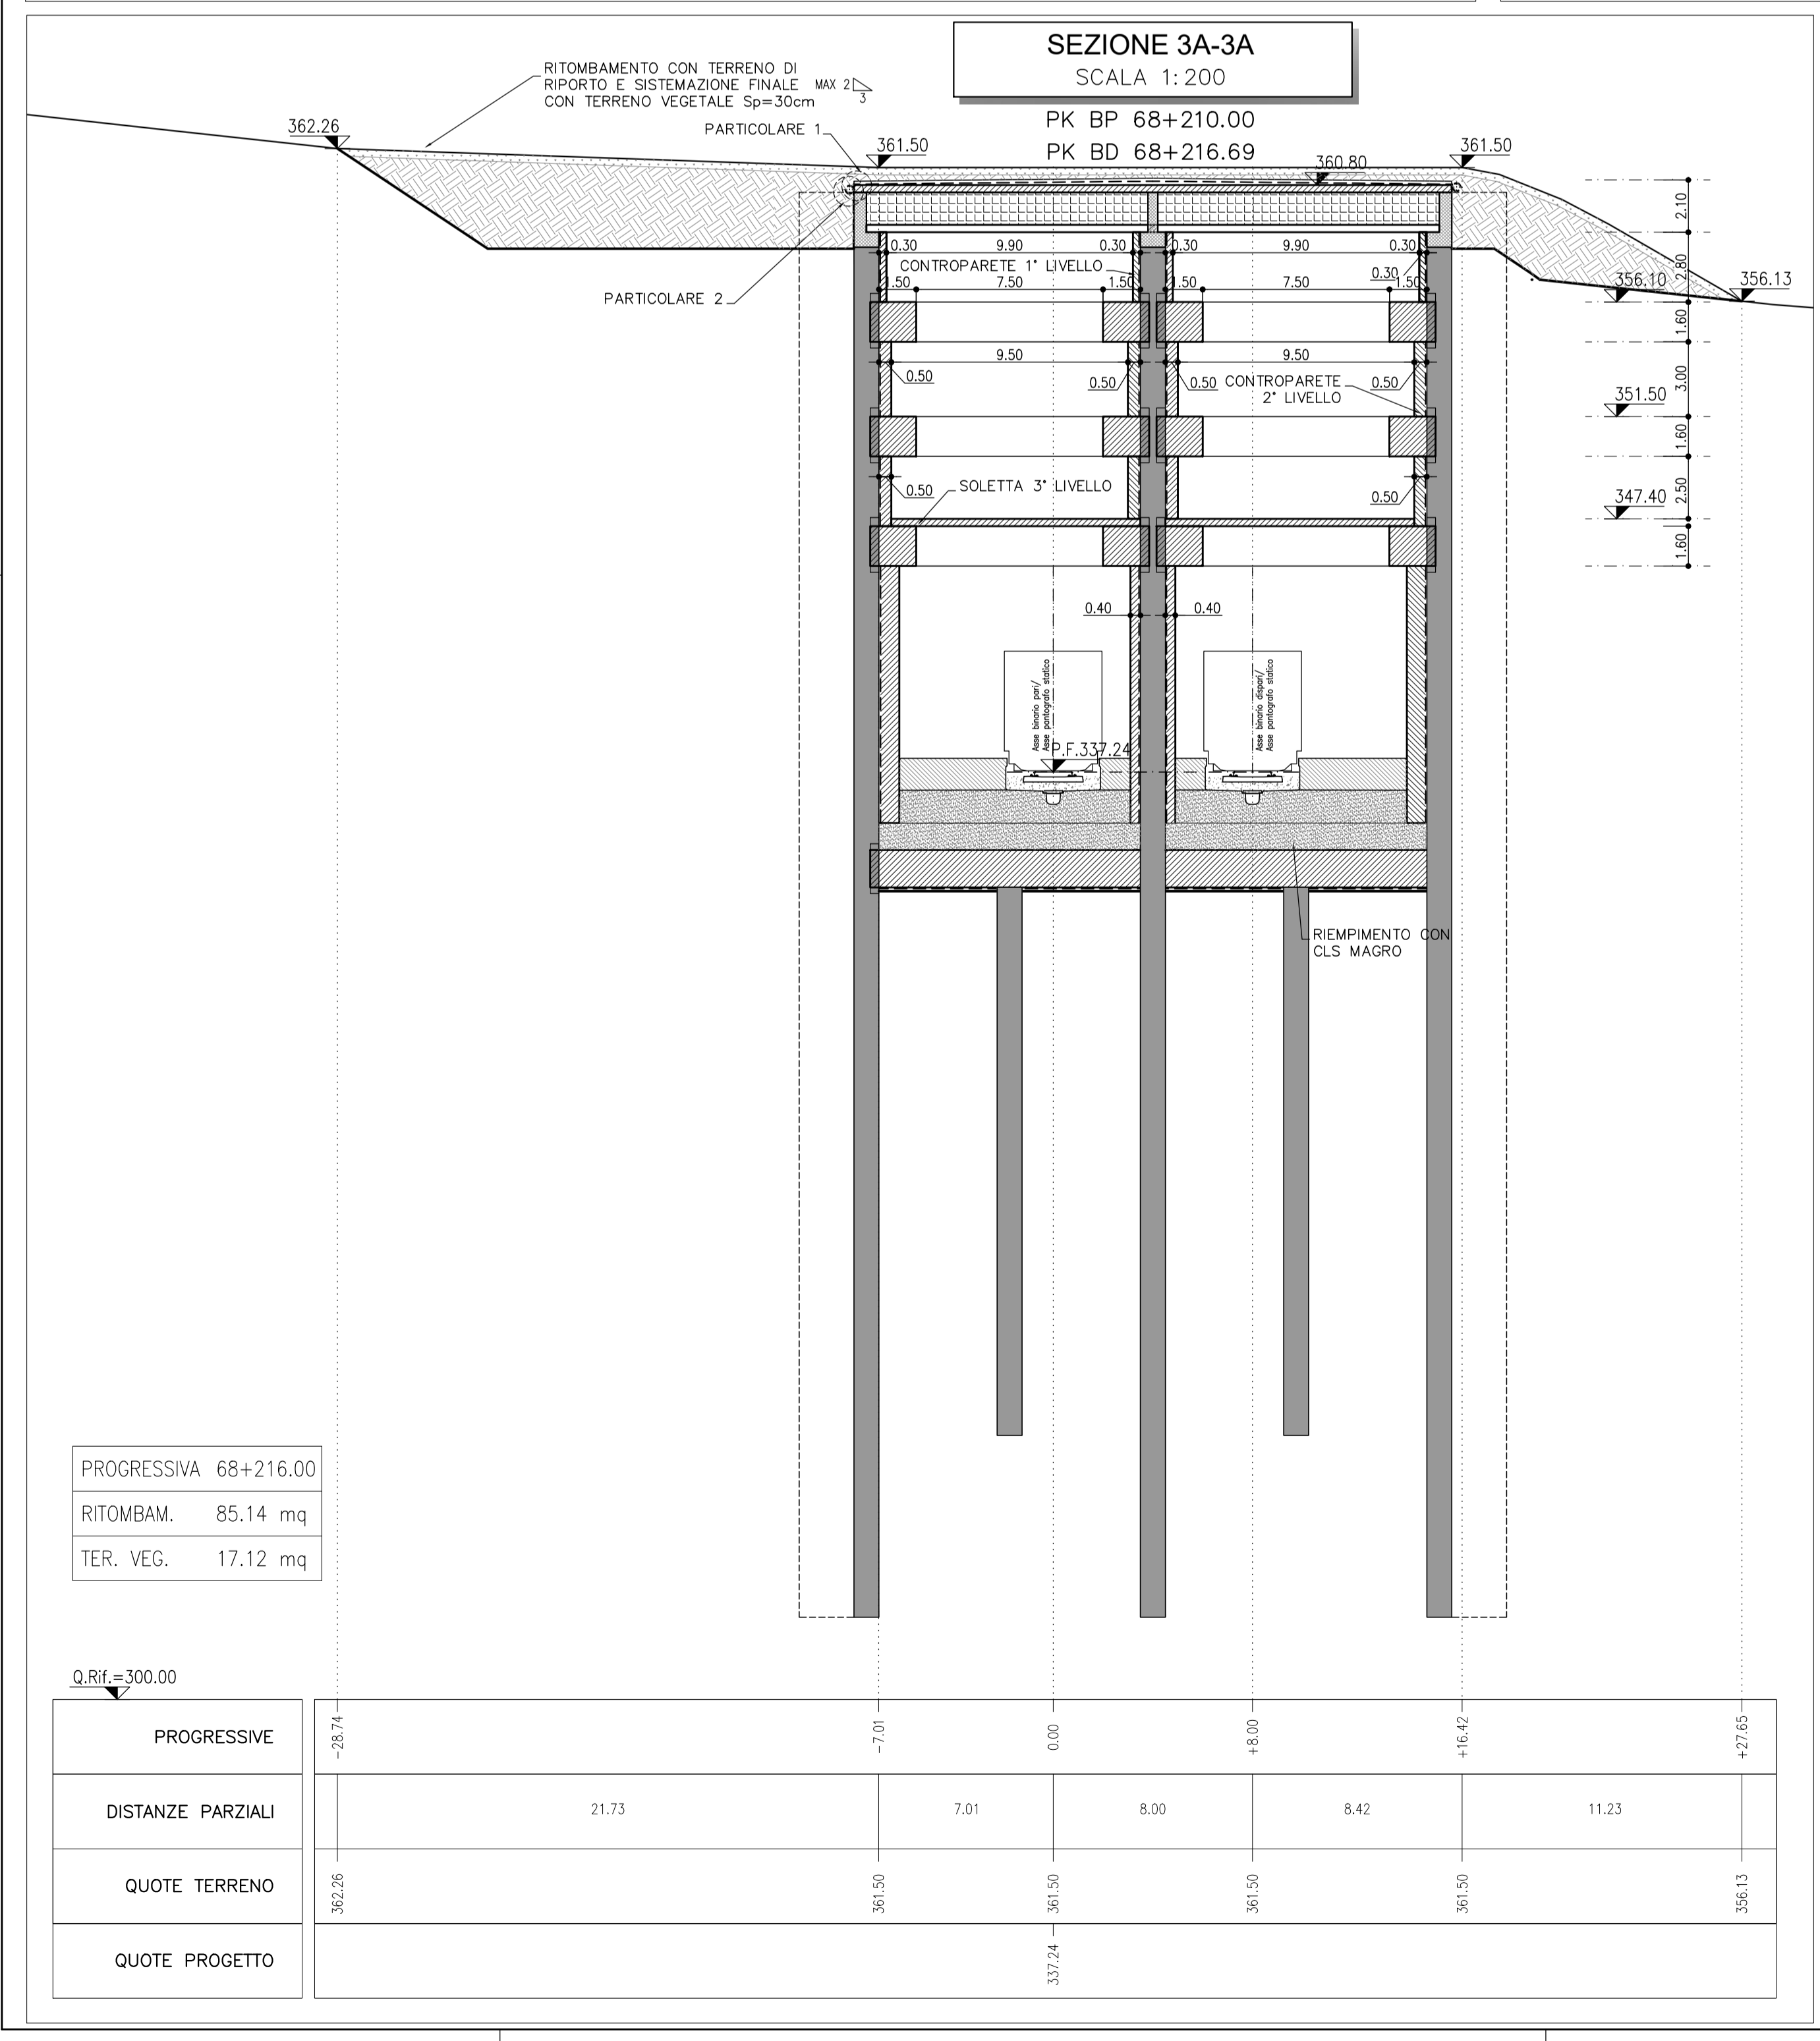 SEZIONE 3A-3A
SCALA 1:200
PK BP 68+210.00
PK BD 68+216.69
RITOMBAMENTO CON TERRENO DI
RIPORTO E SISTEMAZIONE FINALE
CON TERRENO VEGETALE Sp=30cm
MAX 2
3
PARTICOLARE 1
362.26
361.50
360.80
361.50
2.10
0.30 9.90 0.30 0.30 9.90 0.30
CONTROPARETE 1° LIVELLO
0.30
2.80
1.50 7.50 1.50 1.50 7.50 1.50
356.10
356.13
PARTICOLARE 2
1.60
9.50 9.50
0.50 0.50 0.50 0.50
CONTROPARETE
2° LIVELLO
3.00
351.50
1.60
0.50
SOLETTA 3° LIVELLO
0.50
347.40
2.50
1.60
0.40 0.40
Asse binario pari/
Asse pantografo statico
Asse binario dispari/
Asse pantografo statico
P.F.337.24
RIEMPIMENTO CON
CLS MAGRO
PROGRESSIVA 68+216.00
RITOMBAM. 85.14 mq
TER. VEG. 17.12 mq
Q.Rif.=300.00
PROGRESSIVE -28.74 -7.01 0.00 +8.00 +16.42 +27.65
DISTANZE PARZIALI 21.73 7.01 8.00 8.42 11.23
QUOTE TERRENO 362.26 361.50 361.50 361.50 361.50 356.13
QUOTE PROGETTO 337.24